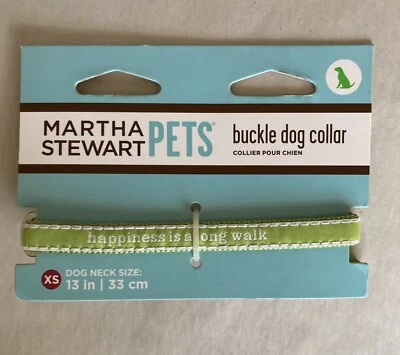 MARTHA
STEWART PETS®
buckle dog collar
COLLIER POUR CHIEN
happiness is a long walk
XS
DOG NECK SIZE:
13 in | 33 cm